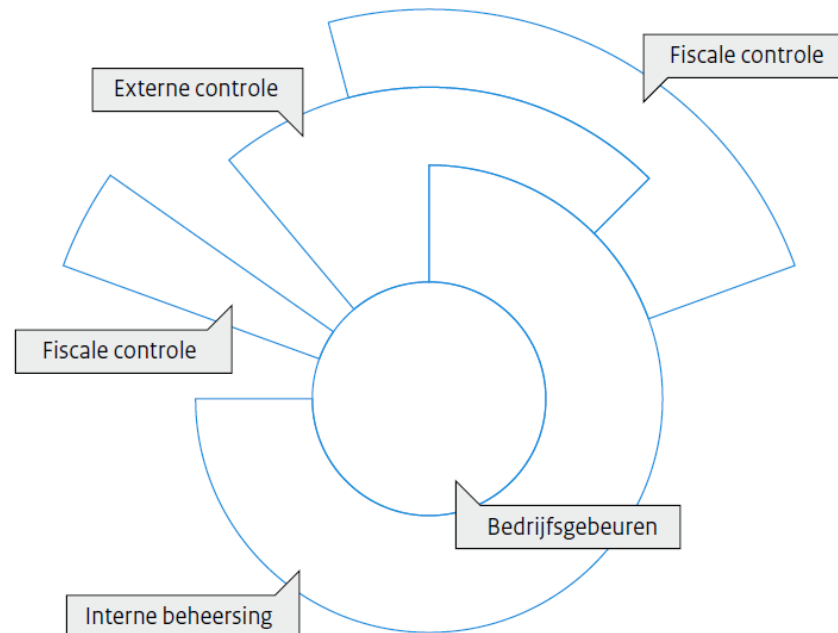 Fiscale controle
Externe controle
Fiscale controle
Bedrijfsgebeuren
Interne beheersing